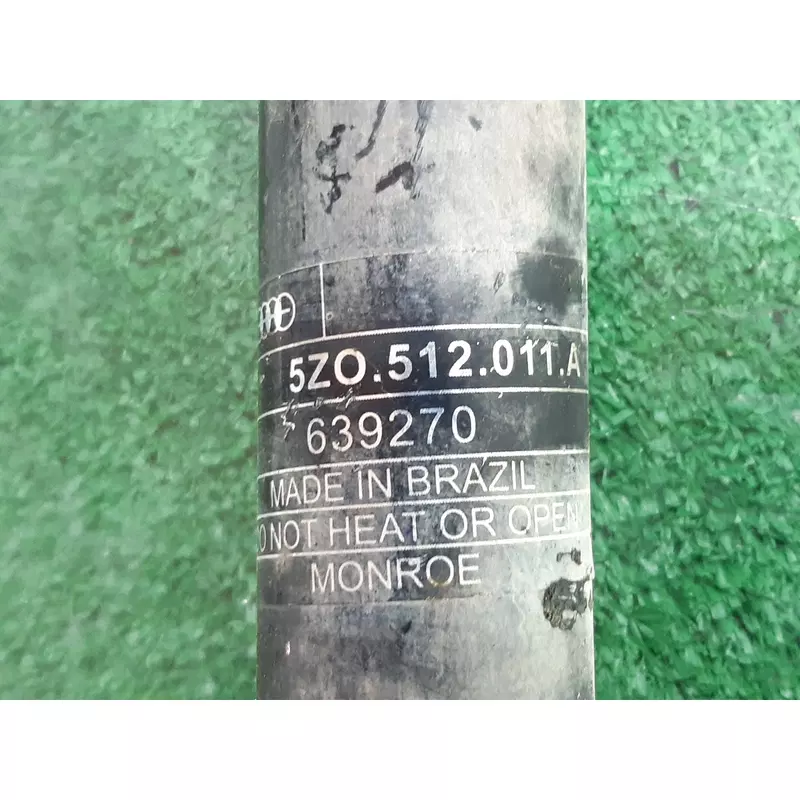 5ZO.512.011.A
639270
MADE IN BRAZIL
O NOT HEAT OR OPEN
MONROE